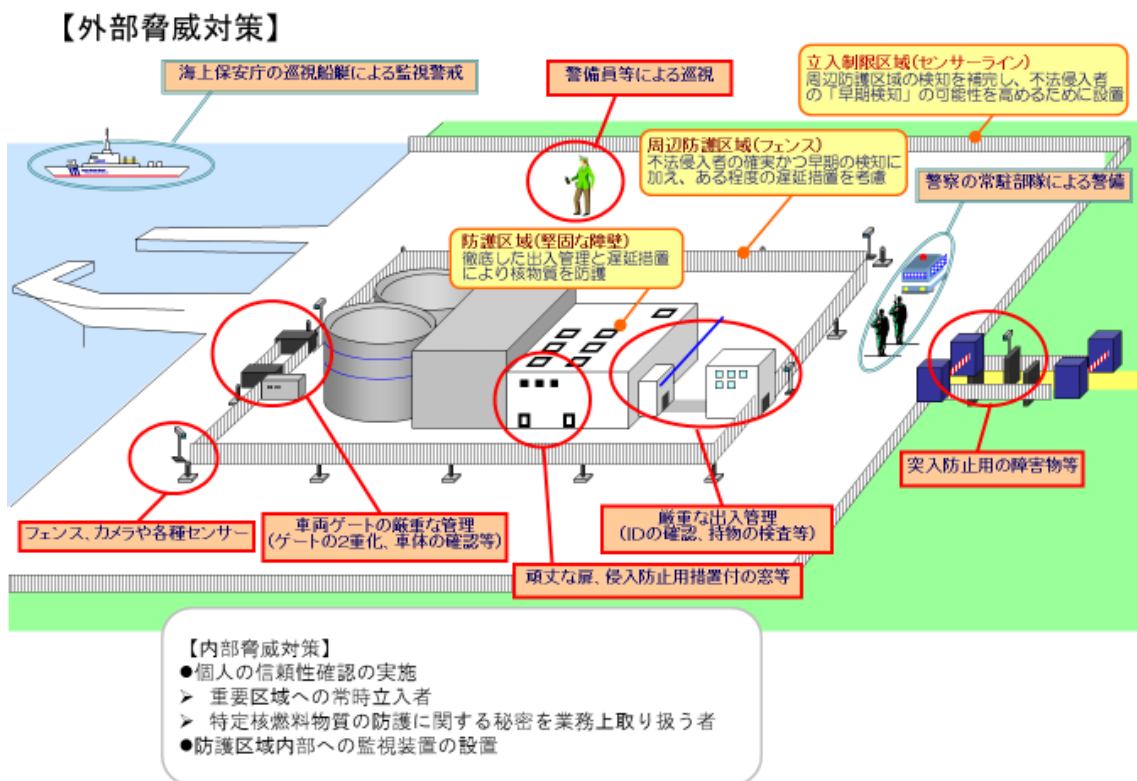 【外部脅威対策】
海上保安庁の巡視船艇による監視警戒
警備員等による巡視
立入制限区域(センサーライン)
周辺防護区域の検知を補完し、不法侵入者
の「早期検知」の可能性を高めるために設置
周辺防護区域(フェンス)
不法侵入者の確実かつ早期の検知に
加え、ある程度の遅延措置を考慮
警察の常駐部隊による警備
防護区域(堅固な障壁)
徹底した出入管理と遅延措置
により核物質を防護
突入防止用の障害物等
フェンス、カメラや各種センサー
車両ゲートの厳重な管理
(ゲートの2重化、車体の確認等)
厳重な出入管理
(IDの確認、持物の検査等)
頑丈な扉、侵入防止用措置付の窓等
【内部脅威対策】
●個人の信頼性確認の実施
➢ 重要区域への常時立入者
➢ 特定核燃料物質の防護に関する秘密を業務上取り扱う者
●防護区域内部への監視装置の設置